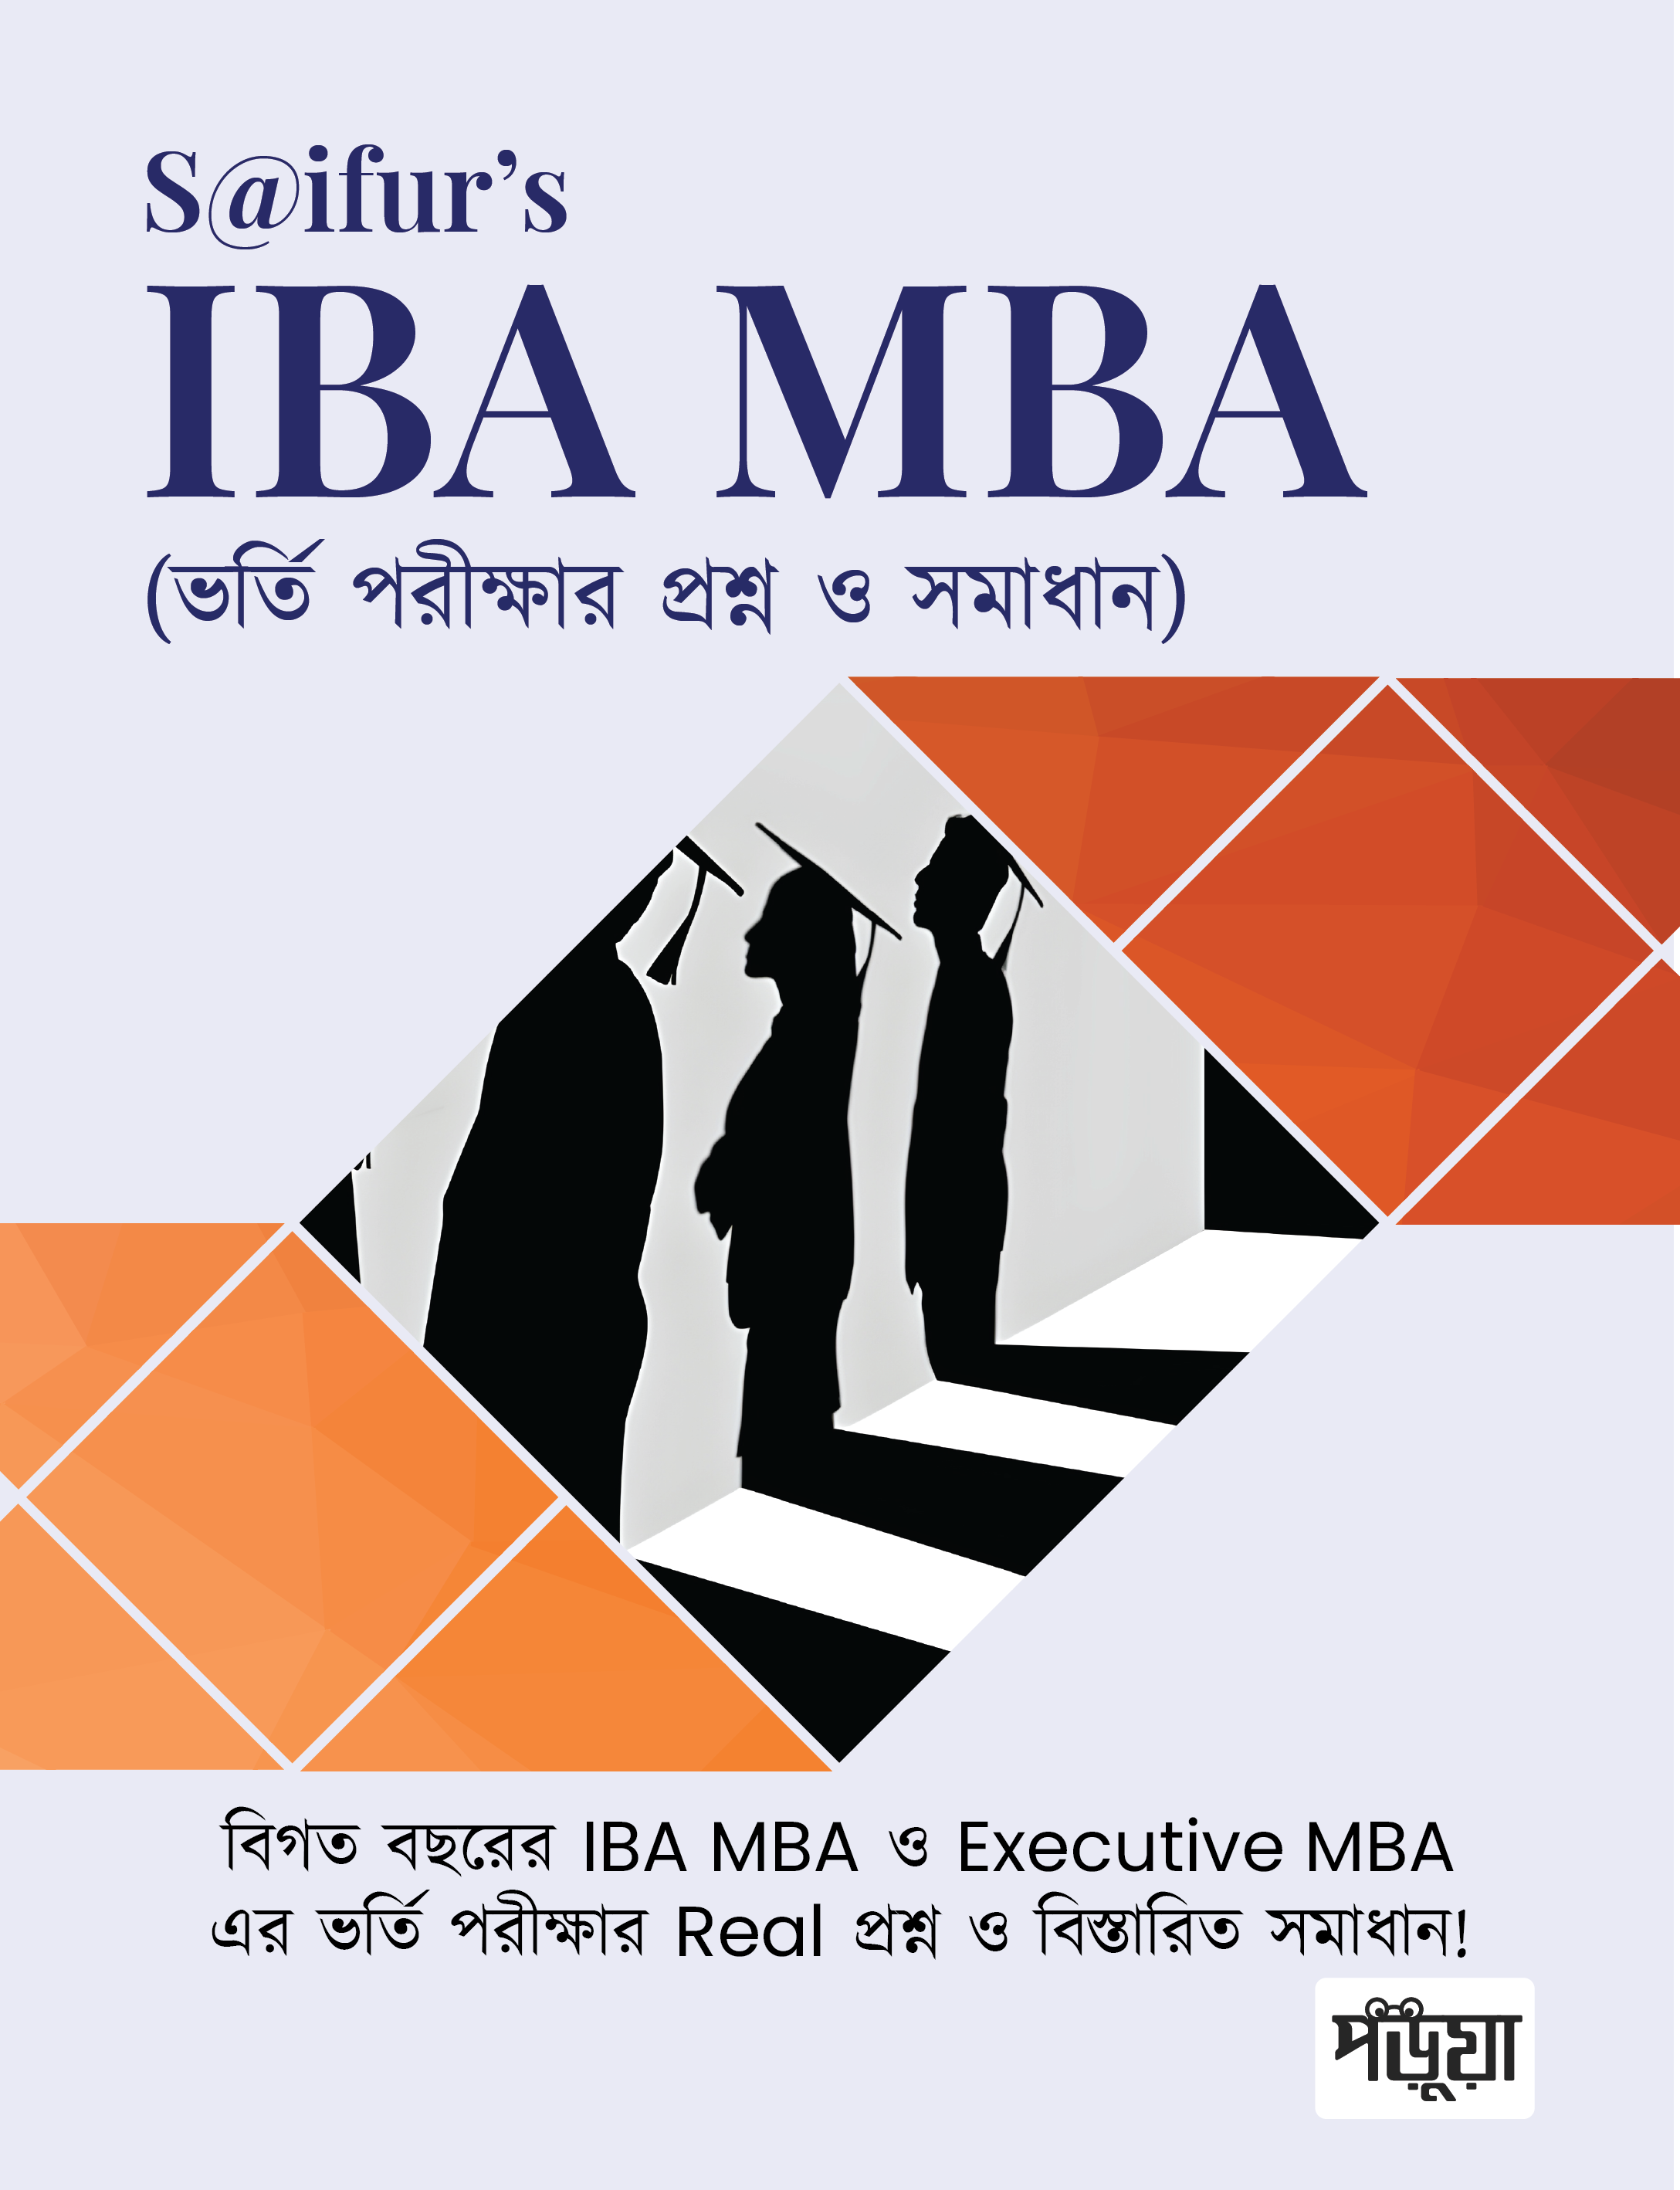 S@ifur’s
IBA MBA
(ভর্তি পরীক্ষার প্রশ্ন ও সমাধান)
বিগত বছরের IBA MBA ও Executive MBA
এর ভর্তি পরীক্ষার Real প্রশ্ন ও বিস্তারিত সমাধান!
পড়ুয়া